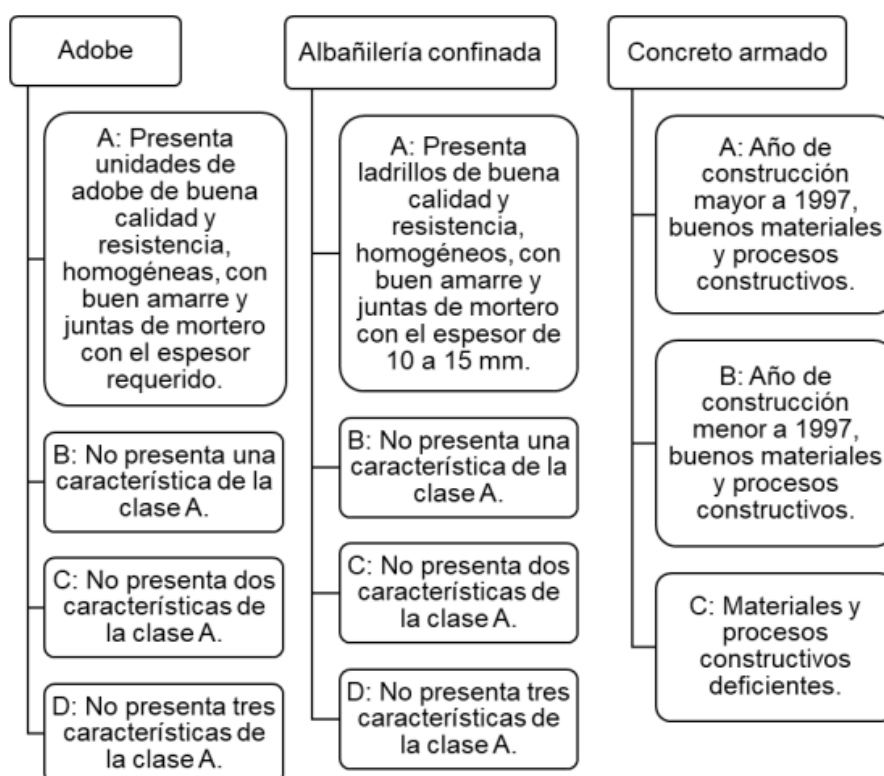 Adobe
A: Presenta
unidades de
adobe de buena
calidad y
resistencia,
homogéneas, con
buen amarre y
juntas de mortero
con el espesor
requerido.
B: No presenta una
característica de la
clase A.
C: No presenta dos
características de
la clase A.
D: No presenta tres
características de
la clase A.
Albañilería confinada
A: Presenta
ladrillos de buena
calidad y
resistencia,
homogéneos, con
buen amarre y
juntas de mortero
con el espesor de
10 a 15 mm.
B: No presenta una
característica de la
clase A.
C: No presenta dos
características de
la clase A.
D: No presenta tres
características de
la clase A.
Concreto armado
A: Año de
construcción
mayor a 1997,
buenos materiales
y procesos
constructivos.
B: Año de
construcción
menor a 1997,
buenos materiales
y procesos
constructivos.
C: Materiales y
procesos
constructivos
deficientes.